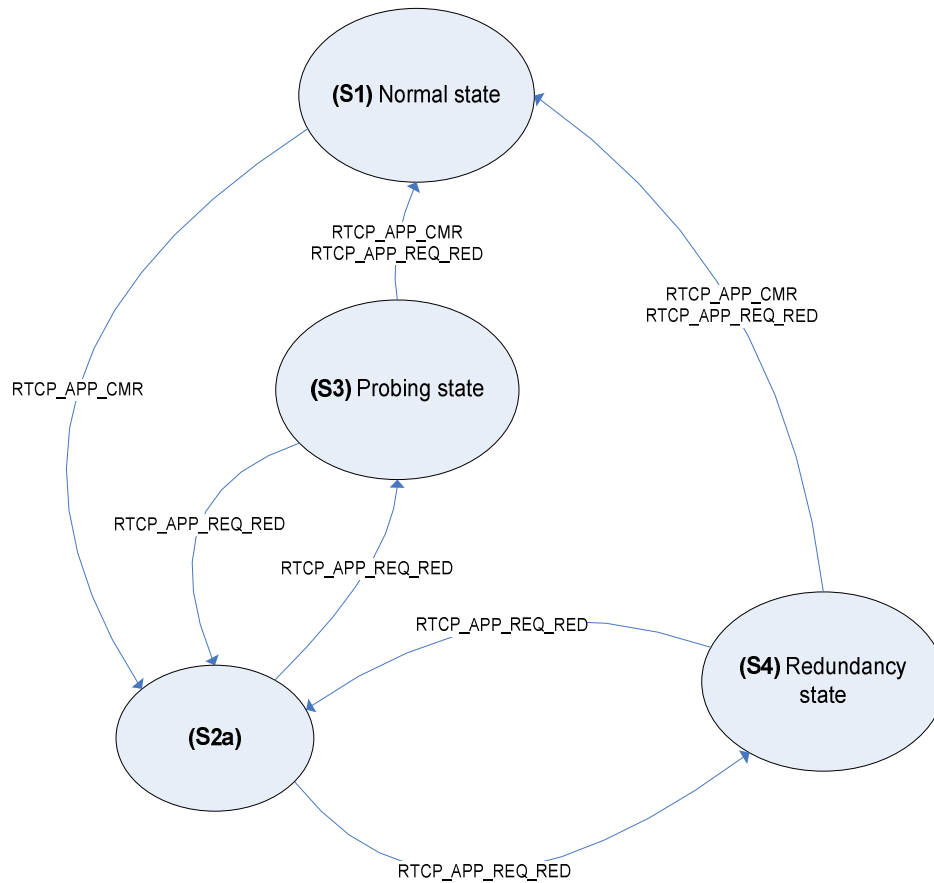 (S1) Normal state
RTCP_APP_CMR
RTCP_APP_REQ_RED
RTCP_APP_CMR
RTCP_APP_REQ_RED
(S3) Probing state
RTCP_APP_CMR
RTCP_APP_REQ_RED
RTCP_APP_REQ_RED
RTCP_APP_REQ_RED
(S4) Redundancy
state
(S2a)
RTCP_APP_REQ_RED